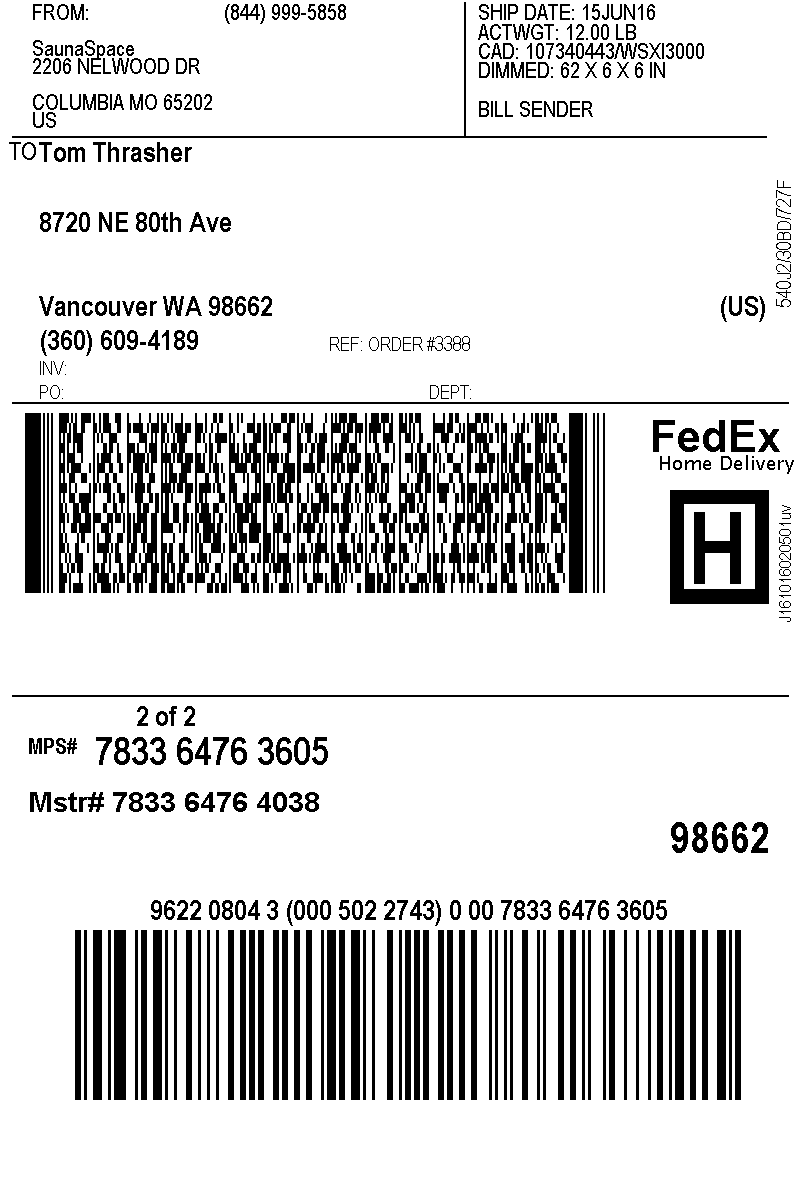 FROM: (844) 999-5858
SaunaSpace
2206 NELWOOD DR
COLUMBIA MO 65202
US
SHIP DATE: 15JUN16
ACTWGT: 12.00 LB
CAD: 107340443/WSXI3000
DIMMED: 62 X 6 X 6 IN
BILL SENDER
TO Tom Thrasher
8720 NE 80th Ave
Vancouver WA 98662 (US)
(360) 609-4189 REF: ORDER #3388
INV:
PO: DEPT:
540J2/30BD/727F
FedEx
Home Delivery
H
J161016020501uv
2 of 2
MPS# 7833 6476 3605
Mstr# 7833 6476 4038
98662
9622 0804 3 (000 502 2743) 0 00 7833 6476 3605